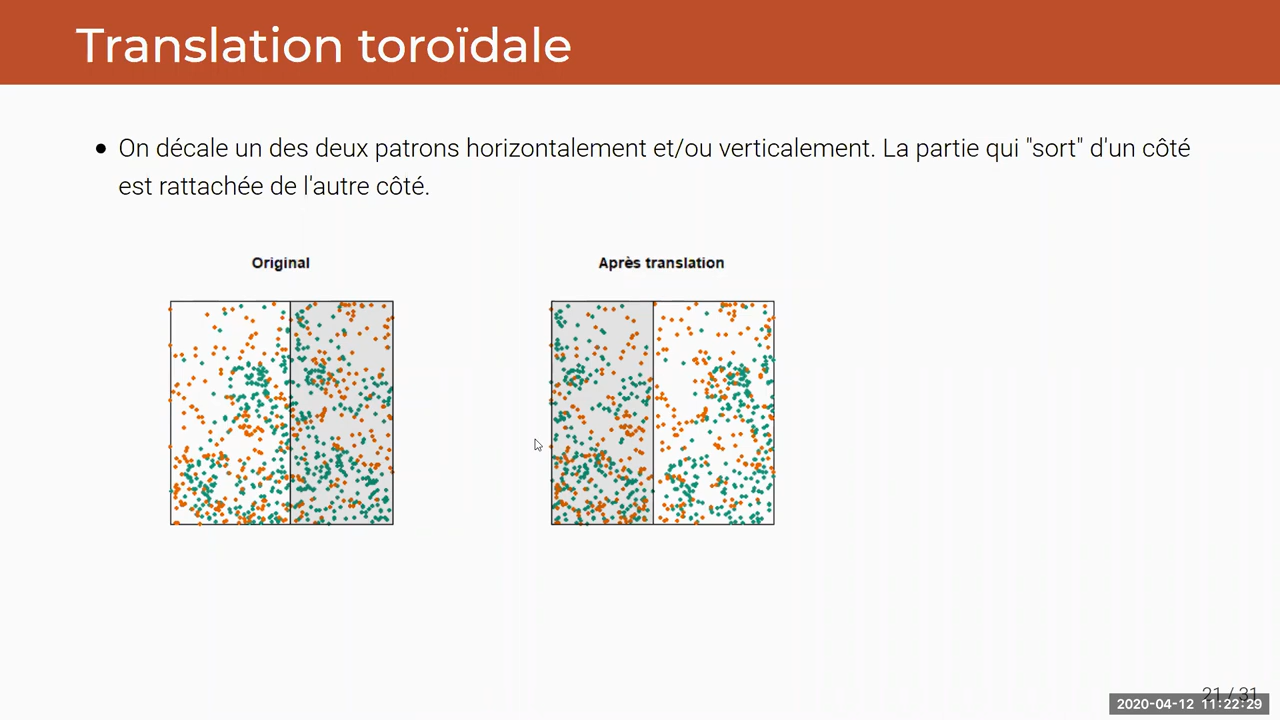 Translation toroïdale
On décale un des deux patrons horizontalement et/ou verticalement. La partie qui "sort" d'un côté
est rattachée de l'autre côté.
Original
Après translation
21 / 31
2020-04-12 11:22:29